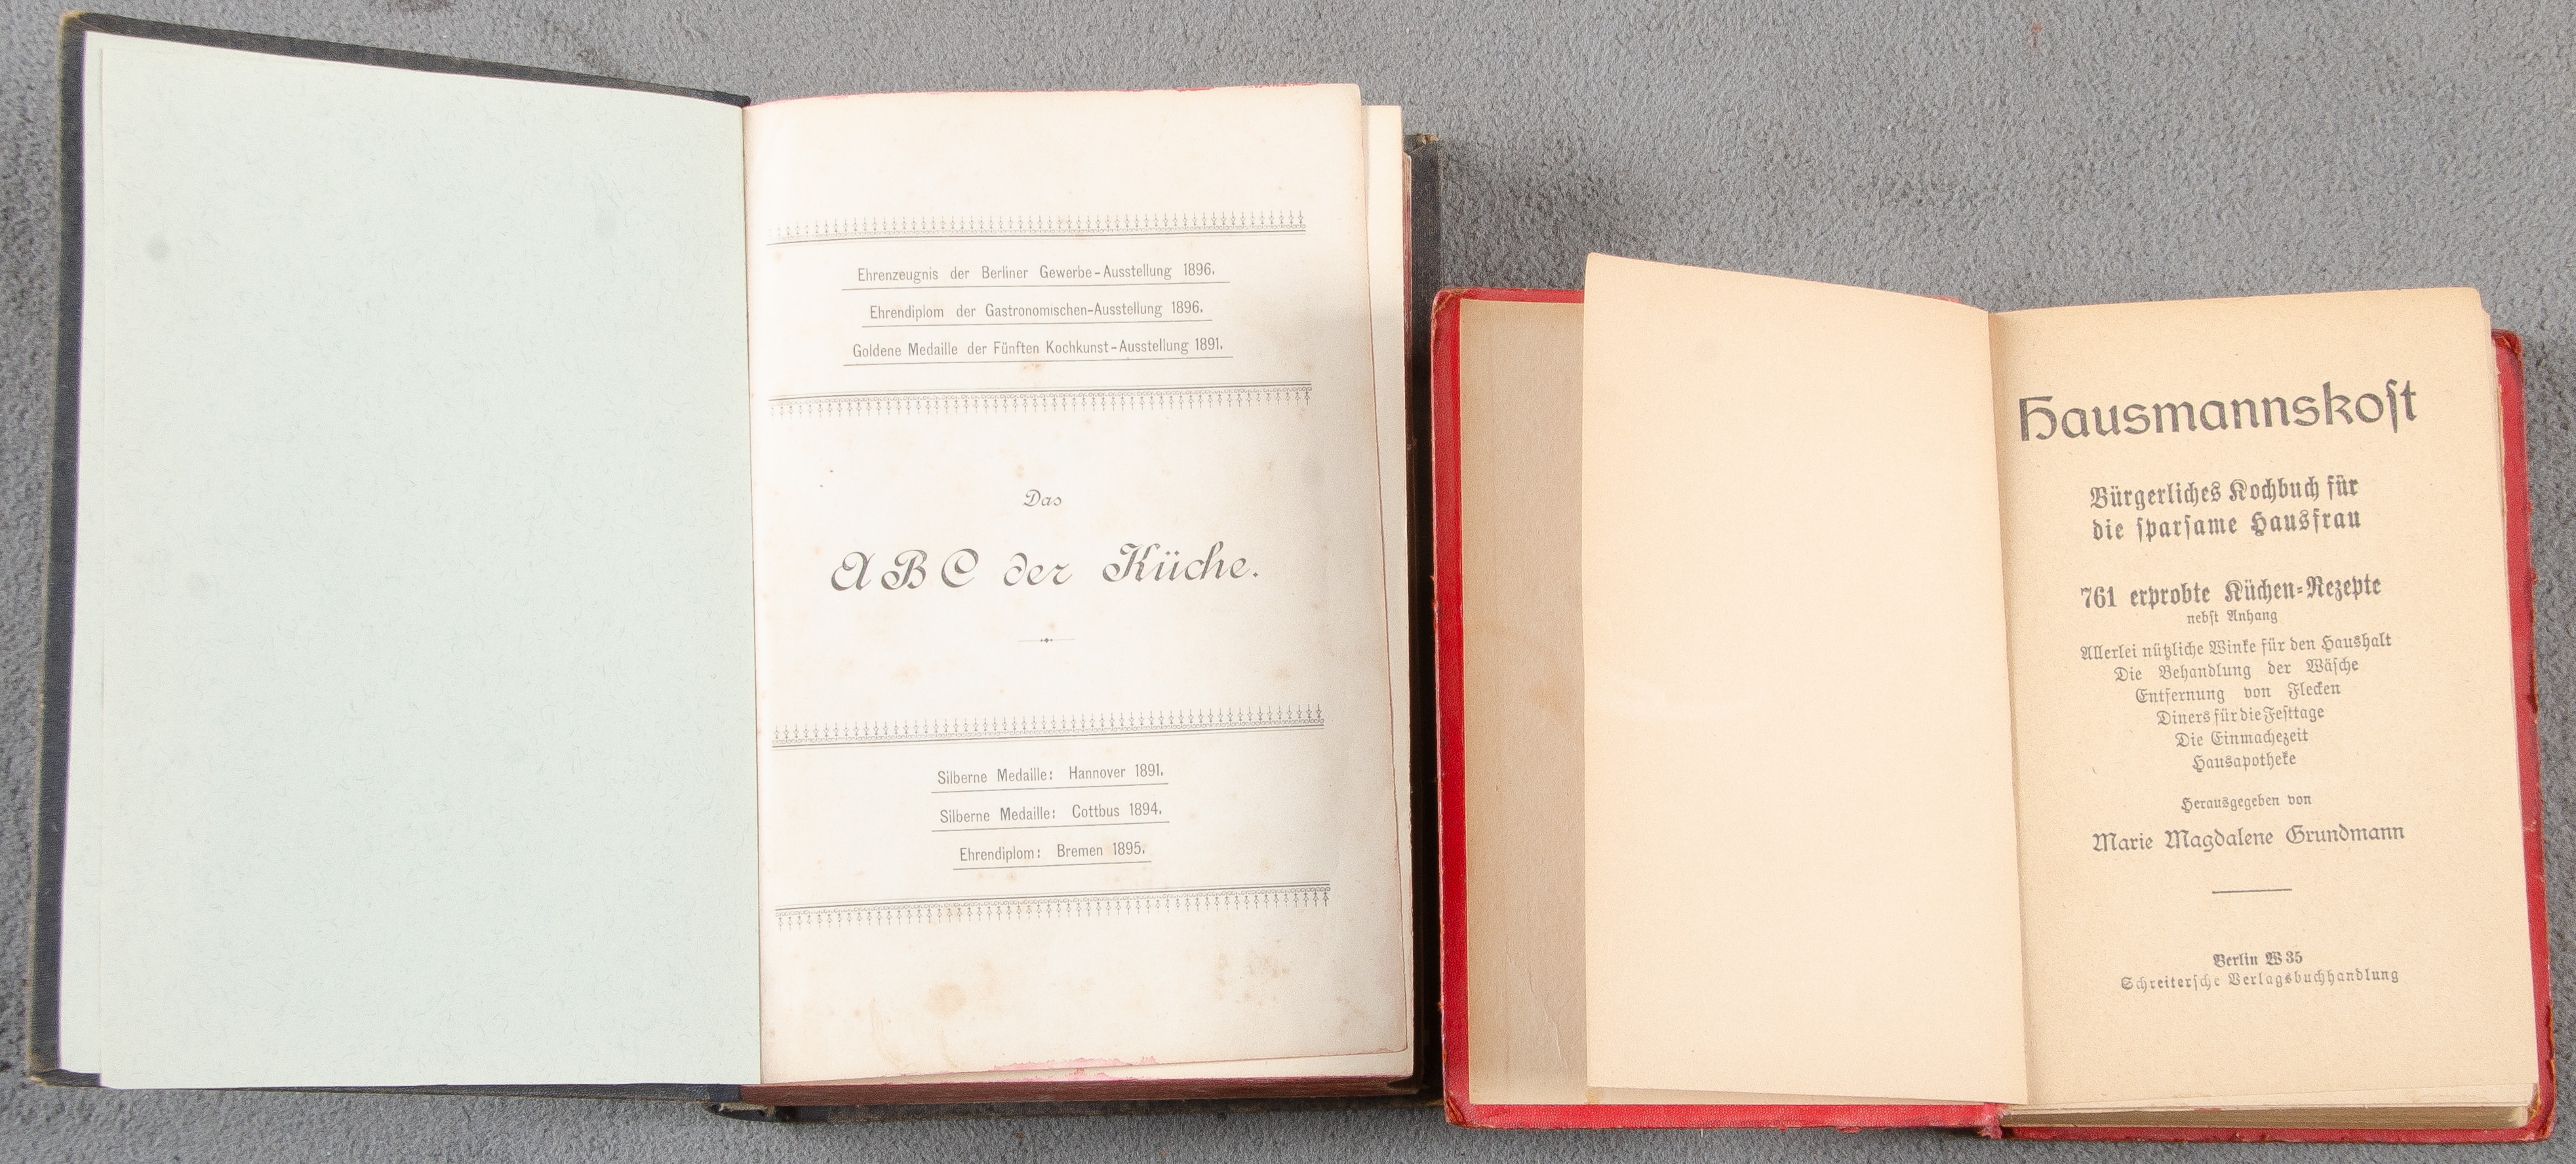 Ehrenzeugnis der Berliner Gewerbe-Ausstellung 1896.
Ehrendiplom der Gastronomischen-Ausstellung 1896.
Goldene Medaille der Fünften Kochkunst-Ausstellung 1891.
Das
ABC der Küche.
Silberne Medaille: Hannover 1891.
Silberne Medaille: Cottbus 1894.
Ehrendiplom: Bremen 1895.
Hausmannskoſt
Bürgerliches Kochbuch für
die ſparſame Hausfrau
761 erprobte Küchen-Rezepte
nebſt Anhang
Allerlei nützliche Winke für den Haushalt
Die Behandlung der Wäſche
Entfernung von Flecken
Diners für die Feſttage
Die Einmachezeit
Hausapotheke
Herausgegeben von
Marie Magdalene Grundmann
Berlin W 35
Schreiterſche Verlagsbuchhandlung